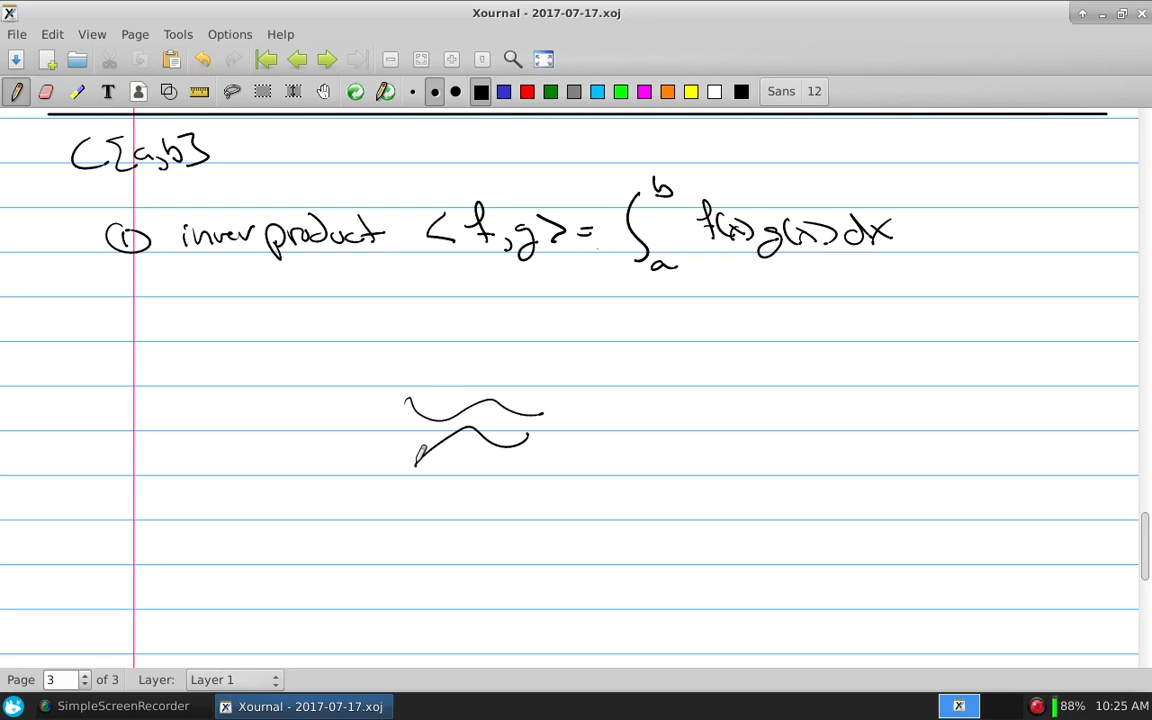 Xournal - 2017-07-17.xoj
File Edit View Page Tools Options Help
Sans 12
C[a,b]
① inner product <f,g> = ∫_a^b f(x)g(x)dx
Page 3 of 3 Layer: Layer 1
SimpleScreenRecorder Xournal - 2017-07-17.xoj 88% 10:25 AM